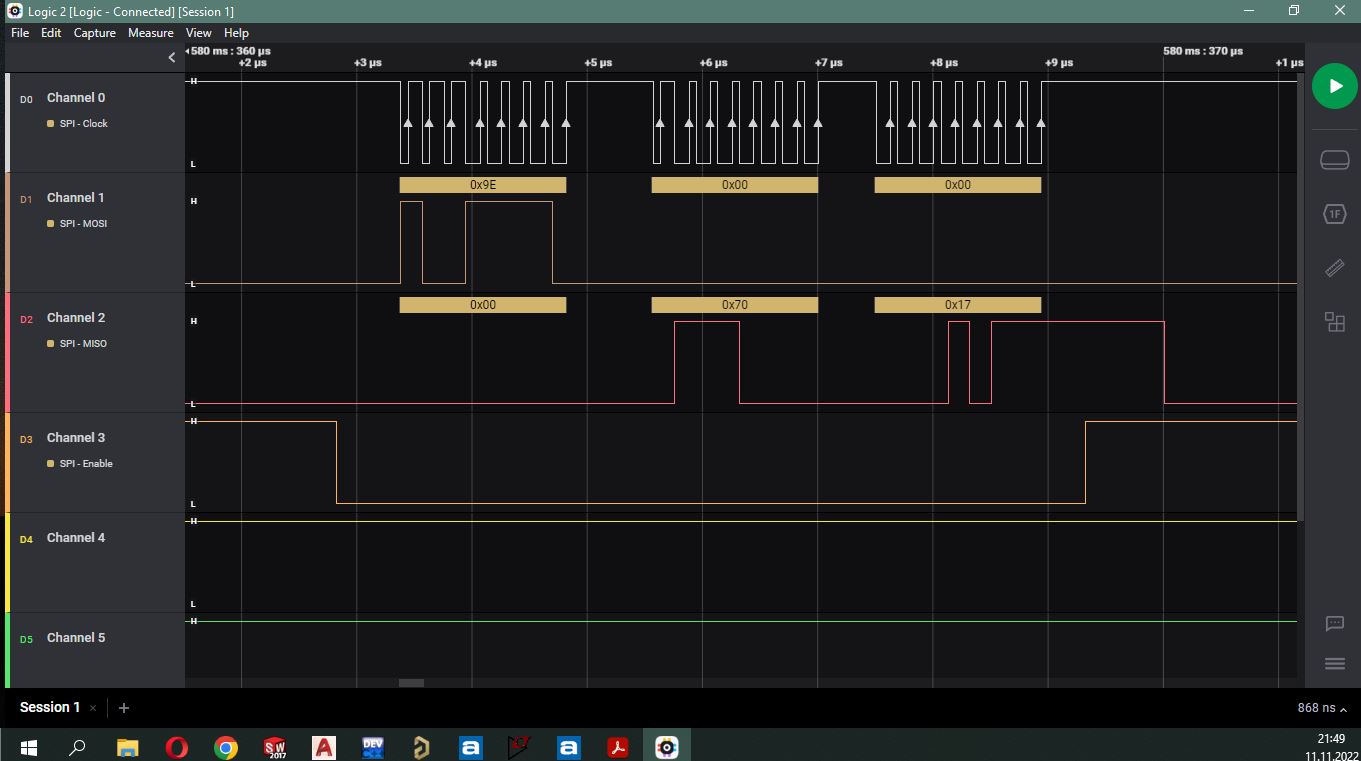 Logic 2 [Logic - Connected] [Session 1]
File Edit Capture Measure View Help
580 ms : 360 µs 580 ms : 370 µs
+2 µs +3 µs +4 µs +5 µs +6 µs +7 µs +8 µs +9 µs +1 µs
D0 Channel 0 H
SPI - Clock
L
0x9E 0x00 0x00
D1 Channel 1 H
SPI - MOSI
L
0x00 0x70 0x17
D2 Channel 2 H
SPI - MISO
L
H
D3 Channel 3
SPI - Enable
L
H
D4 Channel 4
L
H
D5 Channel 5
1F
Session 1 × + 868 ns
SW 2017 A DEV C++ a a
21:49
11.11.2022